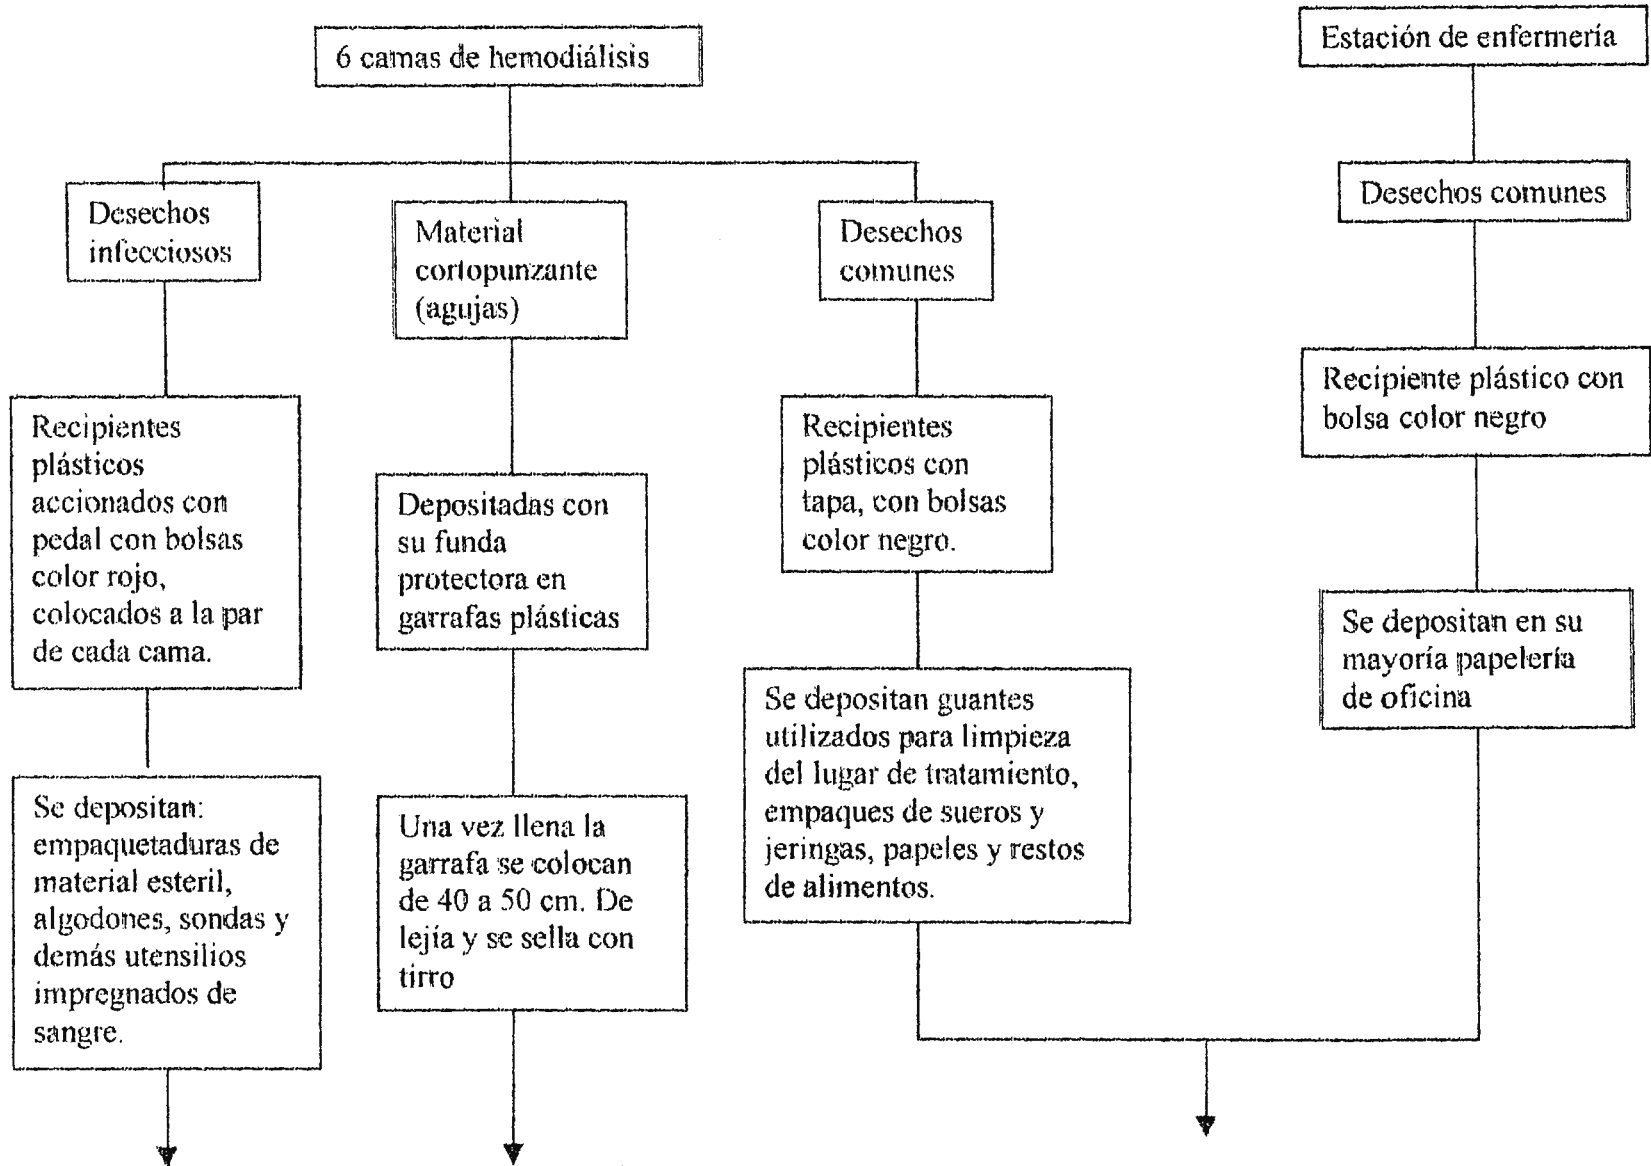 6 camas de hemodiálisis
Estación de enfermería
Desechos
infecciosos
Material
cortopunzante
(agujas)
Desechos
comunes
Desechos comunes
Recipientes
plásticos
accionados con
pedal con bolsas
color rojo,
colocados a la par
de cada cama.
Depositadas con
su funda
protectora en
garrafas plásticas
Recipientes
plásticos con
tapa, con bolsas
color negro.
Recipiente plástico con
bolsa color negro
Se depositan:
empaquetaduras de
material esteril,
algodones, sondas y
demás utensilios
impregnados de
sangre.
Una vez llena la
garrafa se colocan
de 40 a 50 cm. De
lejía y se sella con
tirro
Se depositan guantes
utilizados para limpieza
del lugar de tratamiento,
empaques de sueros y
jeringas, papeles y restos
de alimentos.
Se depositan en su
mayoría papelería
de oficina